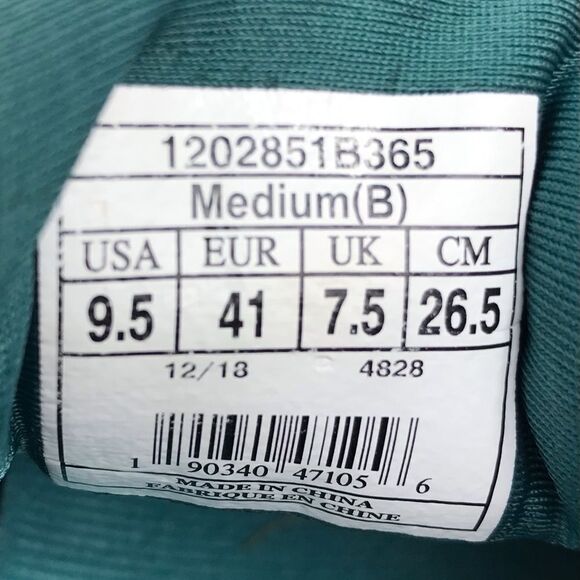 1202851B365
Medium(B)
USA EUR UK CM
9.5 41 7.5 26.5
12/18 4828
1 90340 47105 6
MADE IN CHINA
FABRIQUE EN CHINE